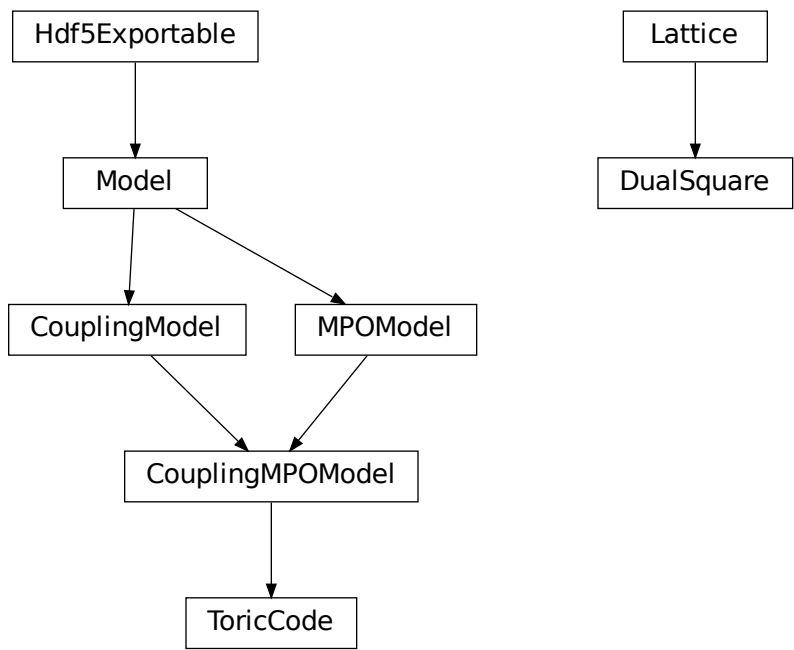 Hdf5Exportable
Lattice
Model
DualSquare
CouplingModel
MPOModel
CouplingMPOModel
ToricCode